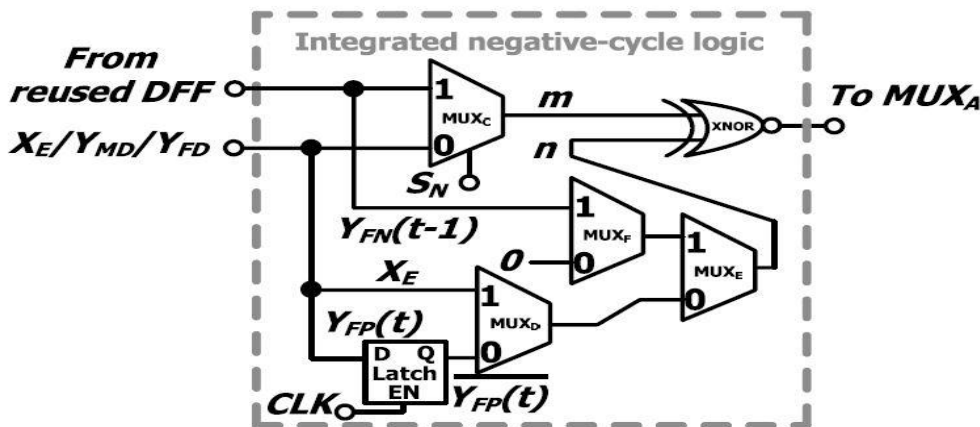 Integrated negative-cycle logic
From
reused DFF
X_E/Y_MD/Y_FD
1
MUX_C
0
S_N
m
n
XNOR
To MUX_A
Y_FN(t-1)
1
MUX_F
0
0
1
MUX_E
0
X_E
1
MUX_D
0
Y_FP(t)
D Q
Latch
EN
Y_FP(t)
CLK